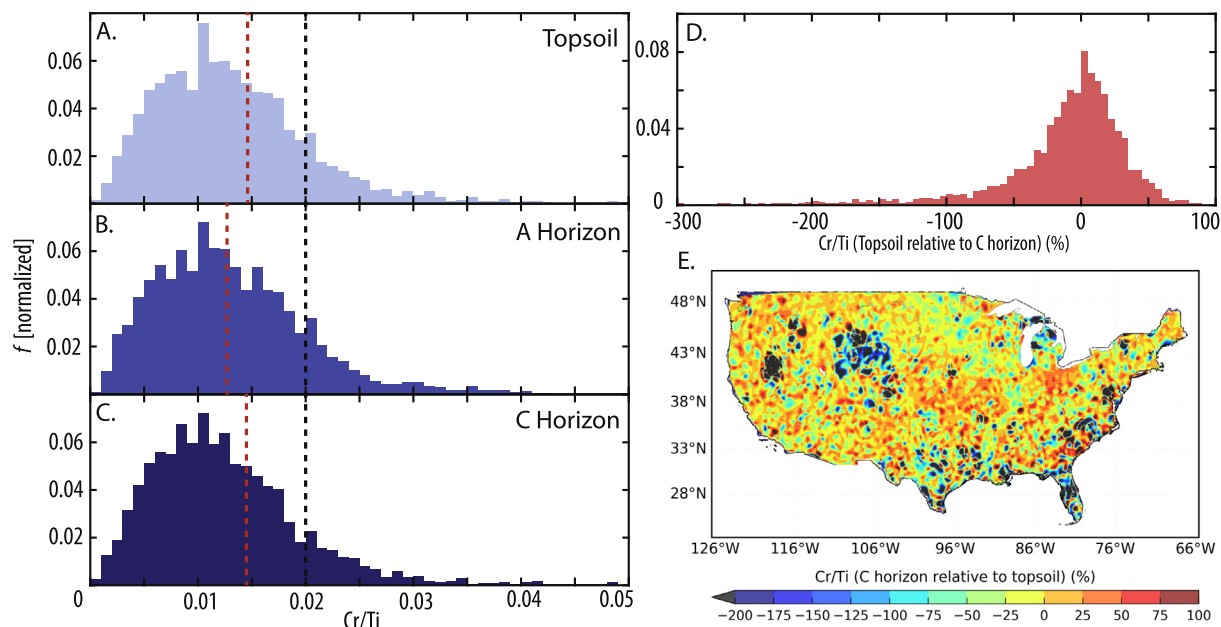 A.
Topsoil
0.06
0.04
0.02
B.
A Horizon
0.06
0.04
0.02
f [normalized]
C.
C Horizon
0.06
0.04
0.02
0 0.01 0.02 0.03 0.04 0.05
Cr/Ti
D.
0.08
0.04
0
-300 -200 -100 0 100
Cr/Ti (Topsoil relative to C horizon) (%)
E.
48°N
43°N
38°N
33°N
28°N
126°W 116°W 106°W 96°W 86°W 76°W 66°W
Cr/Ti (C horizon relative to topsoil) (%)
−200 −175 −150 −125 −100 −75 −50 −25 0 25 50 75 100